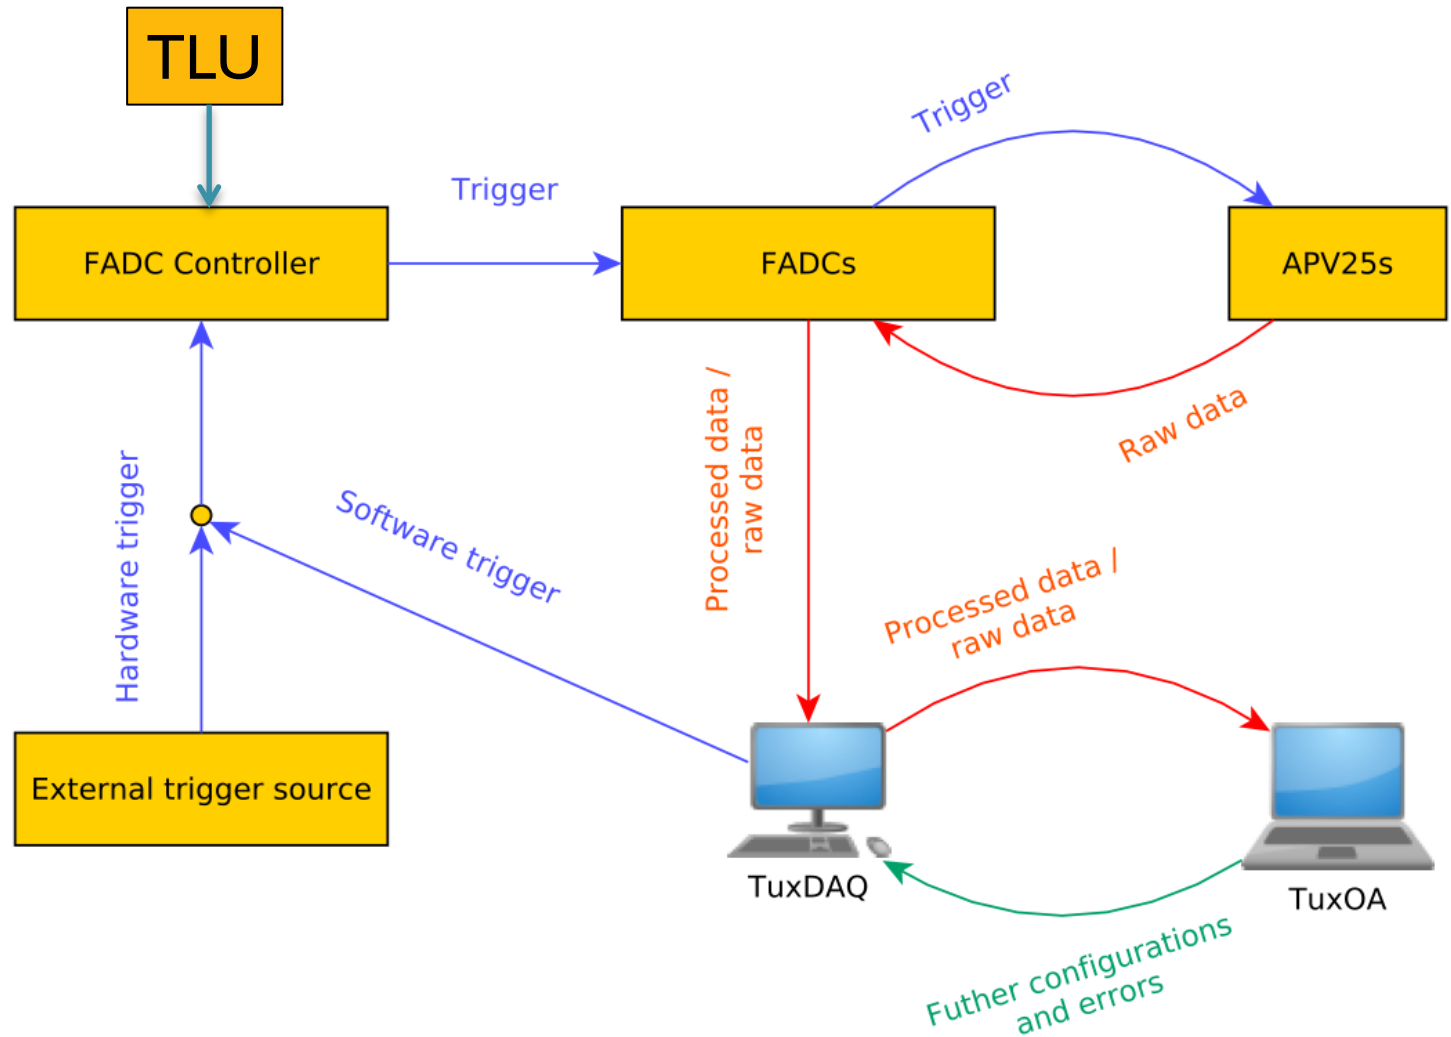 TLU
Trigger
Trigger
FADC Controller
FADCs
APV25s
Raw data
Processed data /
raw data
Hardware trigger
Software trigger
Processed data /
raw data
External trigger source
TuxDAQ
TuxOA
Futher configurations
and errors